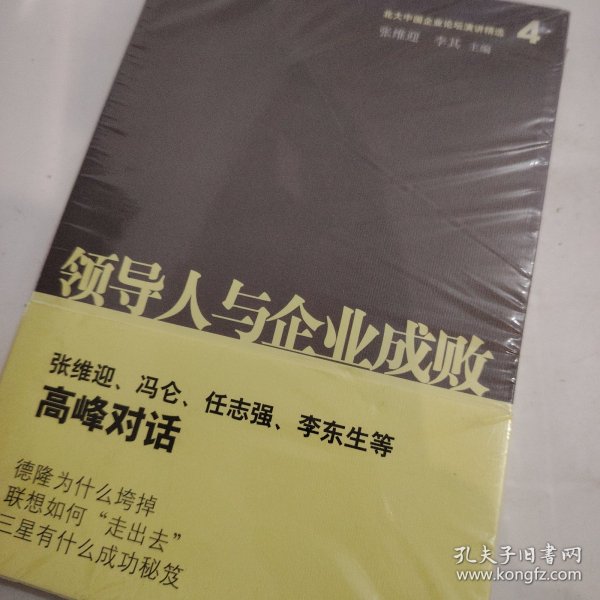 北大中国企业论坛演讲精选 4
张维迎 李其 主编
领导人与企业成败
张维迎、冯仑、任志强、李东生等
高峰对话
德隆为什么垮掉
联想如何“走出去”
三星有什么成功秘笈
孔夫子旧书网
www.kongfz.com